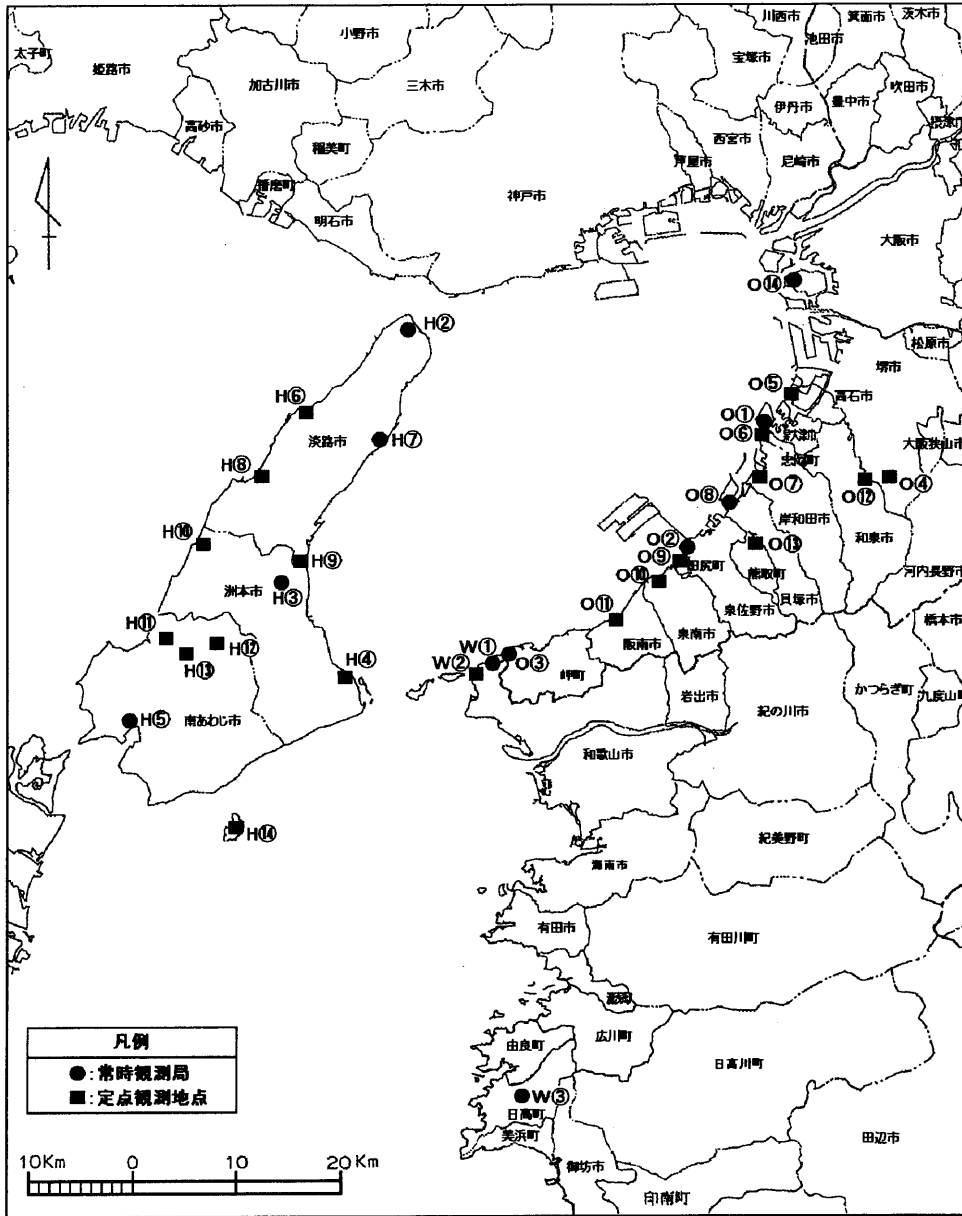 川西市
箕面市
茨木市
小野市
池田市
太子町
姫路市
宝塚市
加古川市
三木市
吹田市
伊丹市
豊中市
高砂市
摂津市
西宮市
稲美町
芦屋市
尼崎市
播磨町
神戸市
明石市
大阪市
O⑭
H②
松原市
堺市
O⑤
高石市
H⑥
O①
淡路市
H⑦
O⑥
忠岡町
大阪狭山市
H⑧
O⑦
O⑫
O④
O⑧
岸和田市
H⑩
和泉市
O②
O⑬
H⑨
O⑨
田尻町
熊取町
洲本市
O⑩
河内長野市
H③
貝塚市
泉佐野市
O⑪
H⑪
橋本市
阪南市
泉南市
H⑫
W①
H⑬
W②
O③
H④
岬町
岩出市
かつらぎ町
九度山町
H⑤
南あわじ市
紀の川市
和歌山市
H⑭
紀美野町
海南市
有田市
有田川町
湯浅町
凡例
広川町
由良町
日高川町
●:常時観測局
■:定点観測地点
W③
日高町
美浜町
田辺市
10Km 0 10 20Km
御坊市
印南町